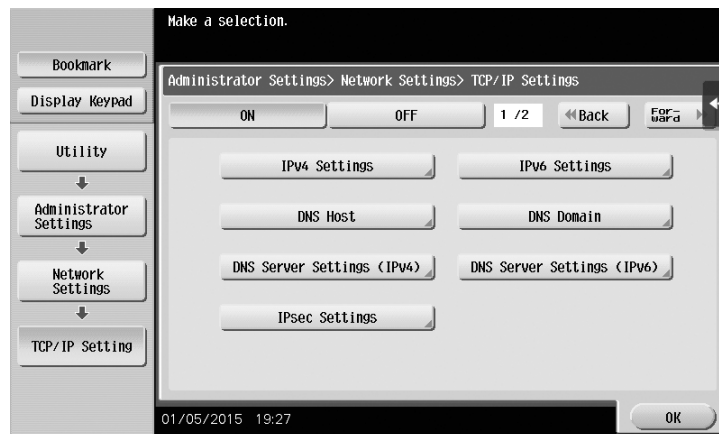 Make a selection.
Bookmark
Display Keypad
Utility
Administrator
Settings
Network
Settings
TCP/IP Setting
Administrator Settings> Network Settings> TCP/IP Settings
ON
OFF
1 /2
Back
For-
ward
IPv4 Settings
IPv6 Settings
DNS Host
DNS Domain
DNS Server Settings (IPv4)
DNS Server Settings (IPv6)
IPsec Settings
01/05/2015 19:27
OK